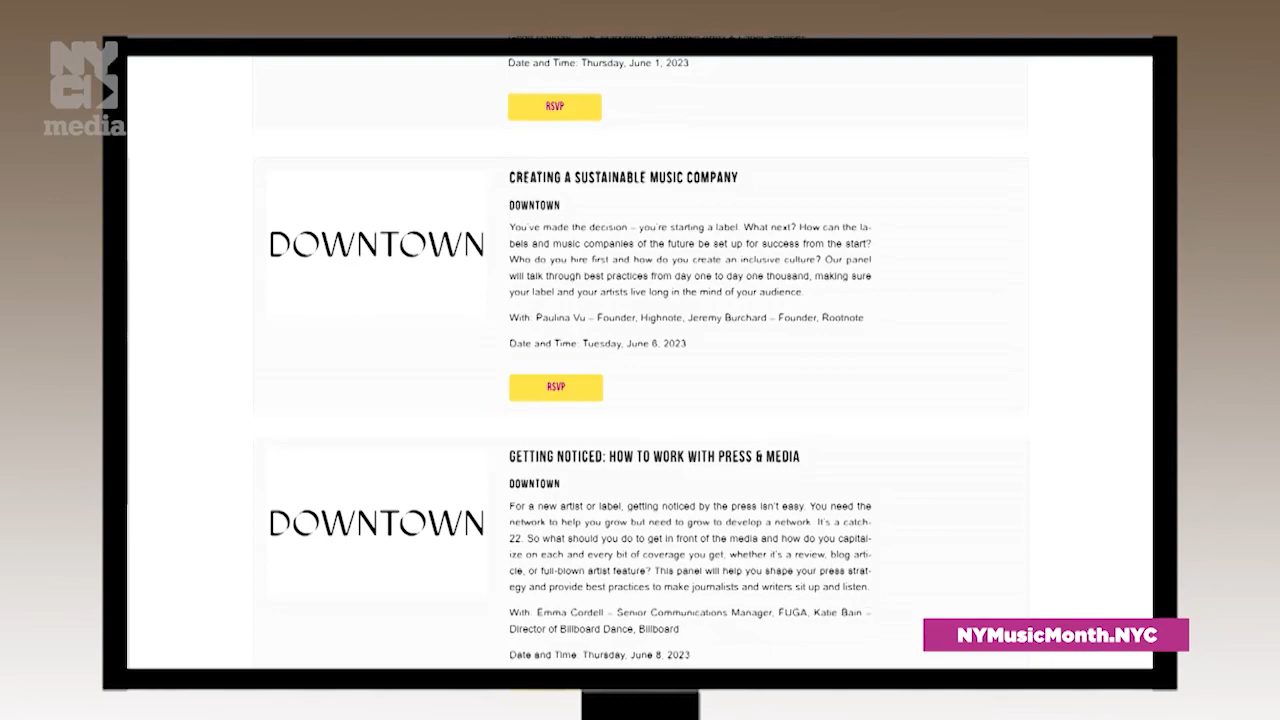 NYC
media
Date and Time: Thursday, June 1, 2023
RSVP
CREATING A SUSTAINABLE MUSIC COMPANY
DOWNTOWN
DOWNTOWN
You've made the decision – you're starting a label. What next? How can the la-
bels and music companies of the future be set up for success from the start?
Who do you hire first and how do you create an inclusive culture? Our panel
will talk through best practices from day one to day one thousand, making sure
your label and your artists live long in the mind of your audience.
With: Paulina Vu – Founder, Highnote, Jeremy Burchard – Founder, Rootnote
Date and Time: Tuesday, June 6, 2023
RSVP
GETTING NOTICED: HOW TO WORK WITH PRESS & MEDIA
DOWNTOWN
DOWNTOWN
For a new artist or label, getting noticed by the press isn't easy. You need the
network to help you grow but need to grow to develop a network. It's a catch-
22. So what should you do to get in front of the media and how do you capital-
ize on each and every bit of coverage you get, whether it's a review, blog arti-
cle, or full-blown artist feature? This panel will help you shape your press strat-
egy and provide best practices to make journalists and writers sit up and listen.
With: Emma Cordell – Senior Communications Manager, FUGA, Katie Bain –
Director of Billboard Dance, Billboard
Date and Time: Thursday, June 8, 2023
NYMusicMonth.NYC